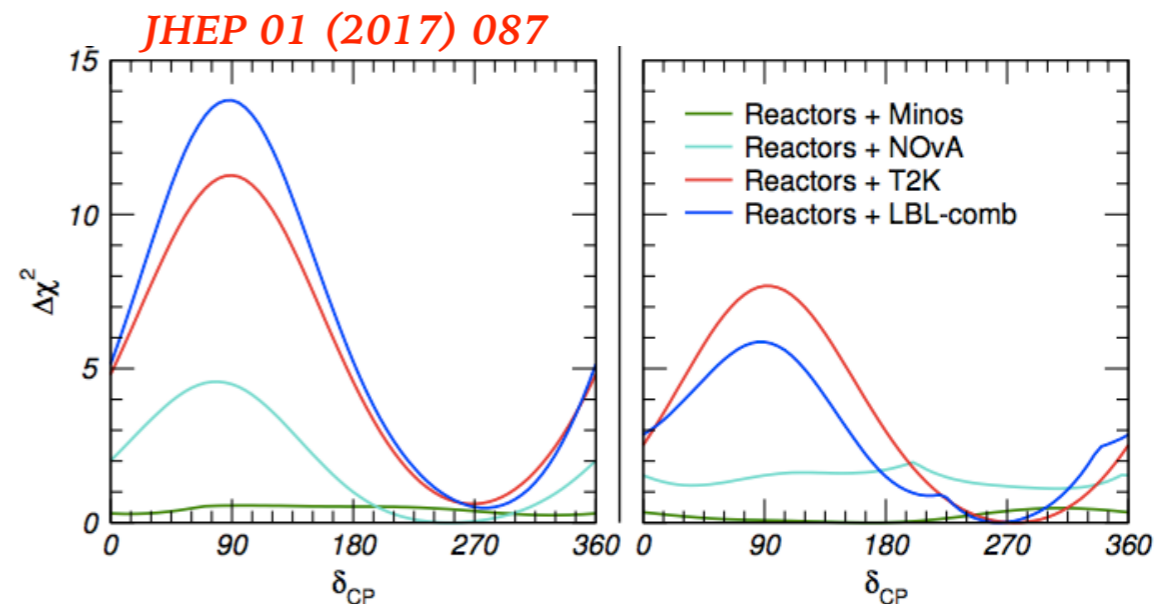 JHEP 01 (2017) 087
15
10
5
0
Δχ²
0 90 180 270 360
δCP
Reactors + Minos
Reactors + NOvA
Reactors + T2K
Reactors + LBL-comb
0 90 180 270 360
δCP